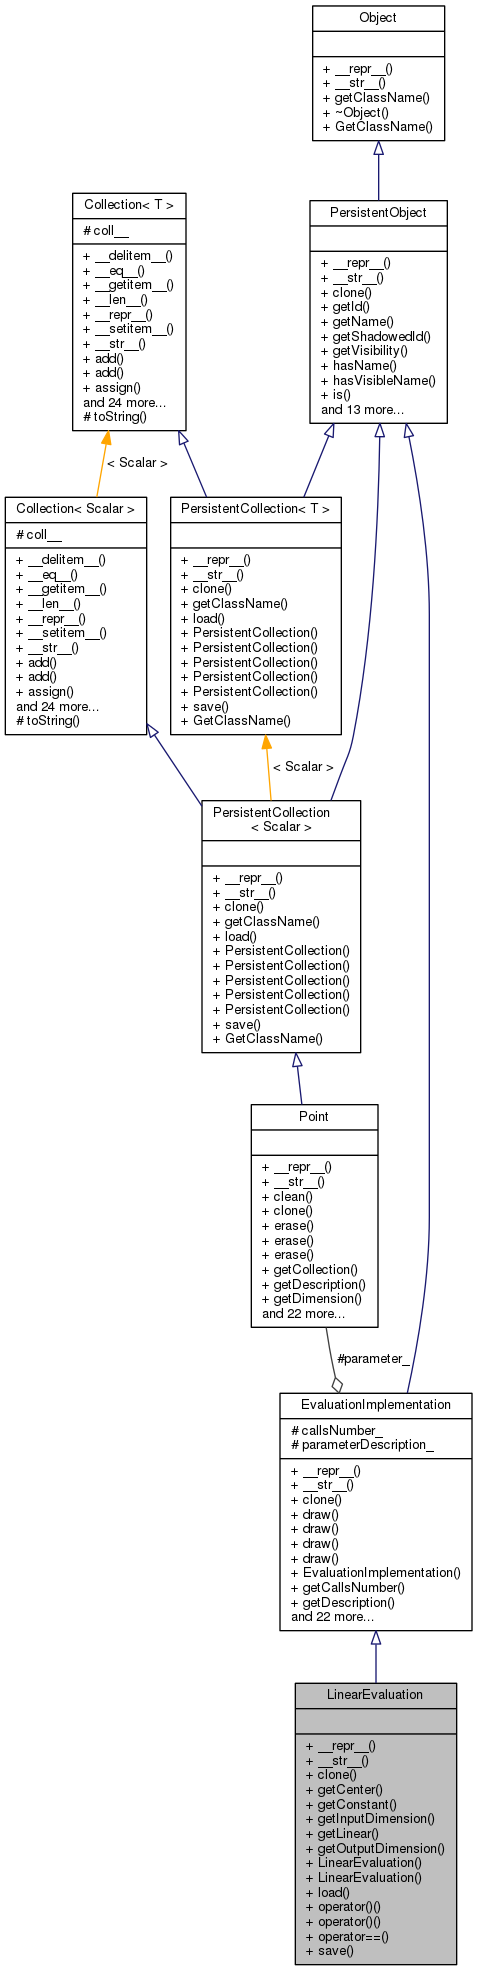 Object
+ __repr__()
+ __str__()
+ getClassName()
+ ~Object()
+ GetClassName()
Collection< T >
# coll__
+ __delitem__()
+ __eq__()
+ __getitem__()
+ __len__()
+ __repr__()
+ __setitem__()
+ __str__()
+ add()
+ add()
+ assign()
and 24 more...
# toString()
PersistentObject
+ __repr__()
+ __str__()
+ clone()
+ getId()
+ getName()
+ getShadowedId()
+ getVisibility()
+ hasName()
+ hasVisibleName()
+ is()
and 13 more...
< Scalar >
Collection< Scalar >
# coll__
+ __delitem__()
+ __eq__()
+ __getitem__()
+ __len__()
+ __repr__()
+ __setitem__()
+ __str__()
+ add()
+ add()
+ assign()
and 24 more...
# toString()
PersistentCollection< T >
+ __repr__()
+ __str__()
+ clone()
+ getClassName()
+ load()
+ PersistentCollection()
+ PersistentCollection()
+ PersistentCollection()
+ PersistentCollection()
+ PersistentCollection()
+ save()
+ GetClassName()
< Scalar >
PersistentCollection
< Scalar >
+ __repr__()
+ __str__()
+ clone()
+ getClassName()
+ load()
+ PersistentCollection()
+ PersistentCollection()
+ PersistentCollection()
+ PersistentCollection()
+ PersistentCollection()
+ save()
+ GetClassName()
Point
+ __repr__()
+ __str__()
+ clean()
+ clone()
+ erase()
+ erase()
+ erase()
+ getCollection()
+ getDescription()
+ getDimension()
and 22 more...
#parameter_
EvaluationImplementation
# callsNumber_
# parameterDescription_
+ __repr__()
+ __str__()
+ clone()
+ draw()
+ draw()
+ draw()
+ draw()
+ EvaluationImplementation()
+ getCallsNumber()
+ getDescription()
and 22 more...
LinearEvaluation
+ __repr__()
+ __str__()
+ clone()
+ getCenter()
+ getConstant()
+ getInputDimension()
+ getLinear()
+ getOutputDimension()
+ LinearEvaluation()
+ LinearEvaluation()
+ load()
+ operator()()
+ operator()()
+ operator==()
+ save()